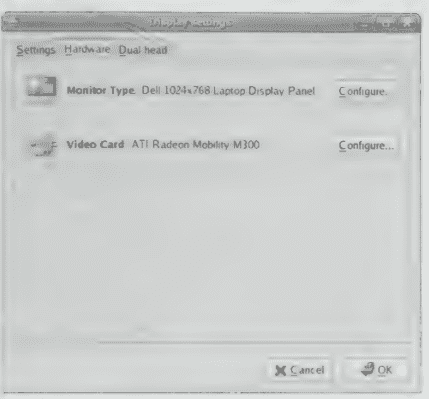 Display settings
Settings Hardware Dual head
Monitor Type Dell 1024x768 Laptop Display Panel Configure..
Video Card ATI Radeon Mobility M300 Configure...
Cancel OK